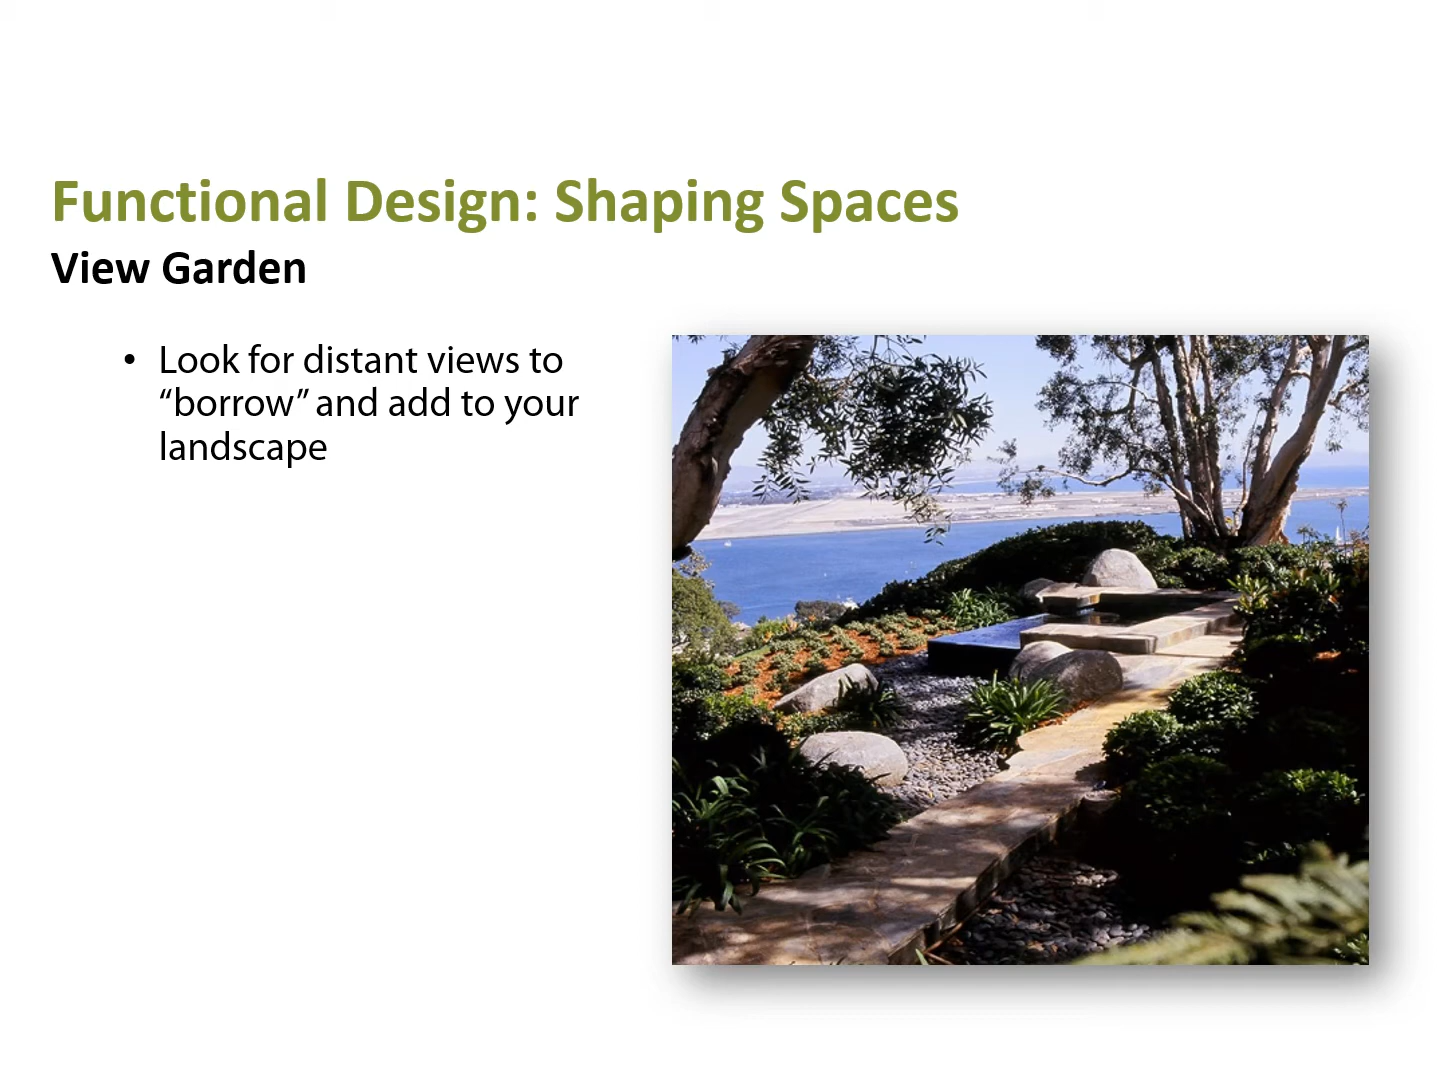 Functional Design: Shaping Spaces
View Garden
• Look for distant views to
“borrow” and add to your
landscape